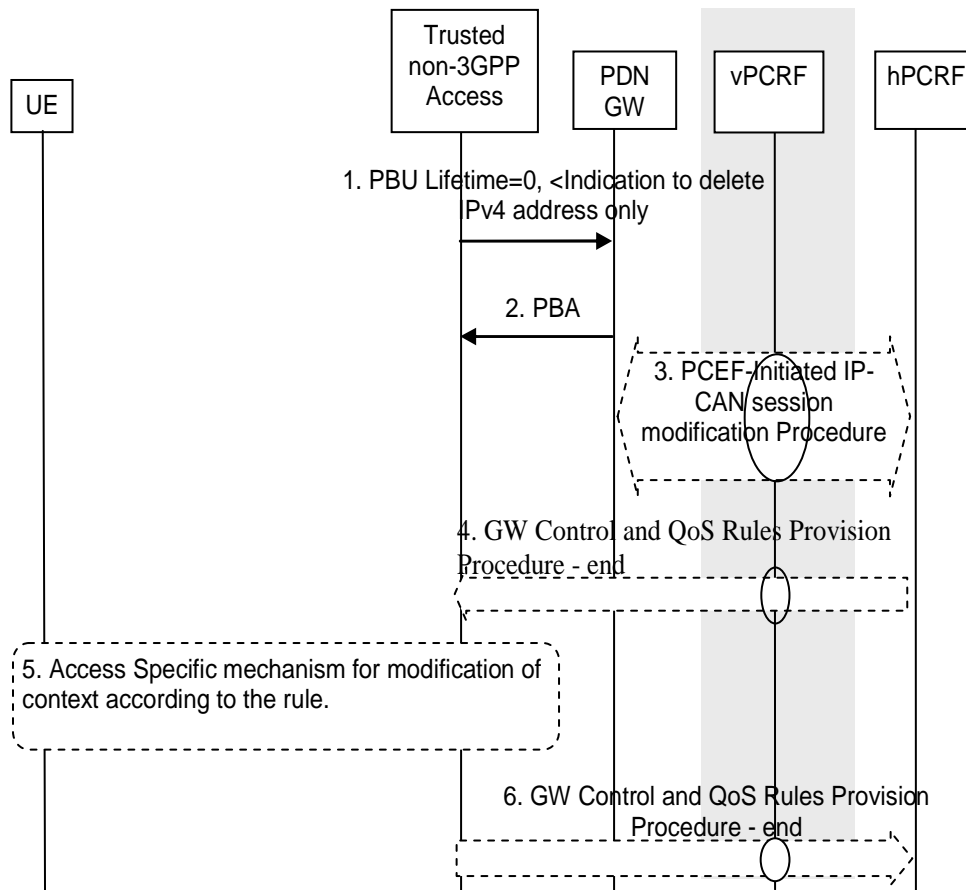 Trusted
non-3GPP
Access
PDN
GW
vPCRF
hPCRF
UE
1. PBU Lifetime=0, <Indication to delete
IPv4 address only
2. PBA
3. PCEF-Initiated IP-
CAN session
modification Procedure
4. GW Control and QoS Rules Provision
Procedure - end
5. Access Specific mechanism for modification of
context according to the rule.
6. GW Control and QoS Rules Provision
Procedure - end